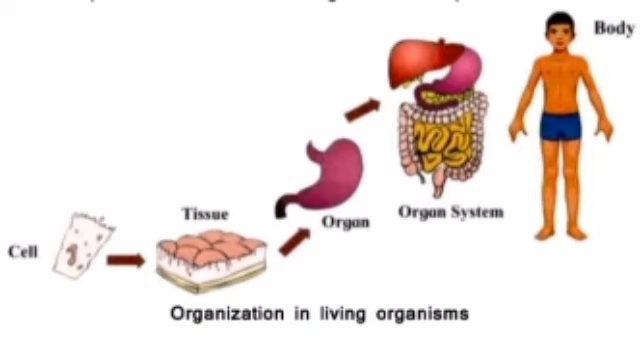 Body
Tissue
Organ
Organ System
Cell
Organization in living organisms